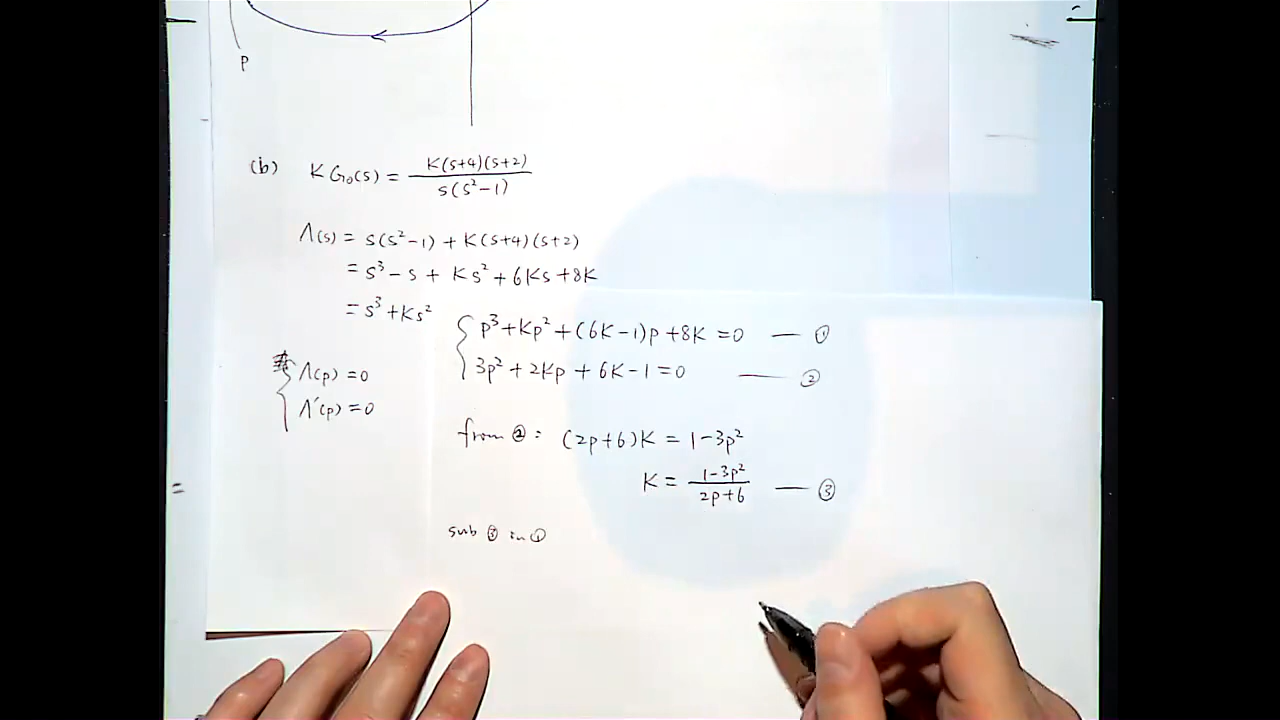 P
(b) K G₀(s) = K(s+4)(s+2) / s(s²-1)
Λ(s) = s(s²-1) + K(s+4)(s+2)
= s³ - s + Ks² + 6Ks + 8K
= s³ + Ks²
Λ(p) = 0
Λ'(p) = 0
p³ + Kp² + (6K-1)p + 8K = 0 — ①
3p² + 2Kp + 6K - 1 = 0 — ②
from ② : (2p+6)K = 1-3p²
K = 1-3p² / 2p+6 — ③
sub ③ in ①